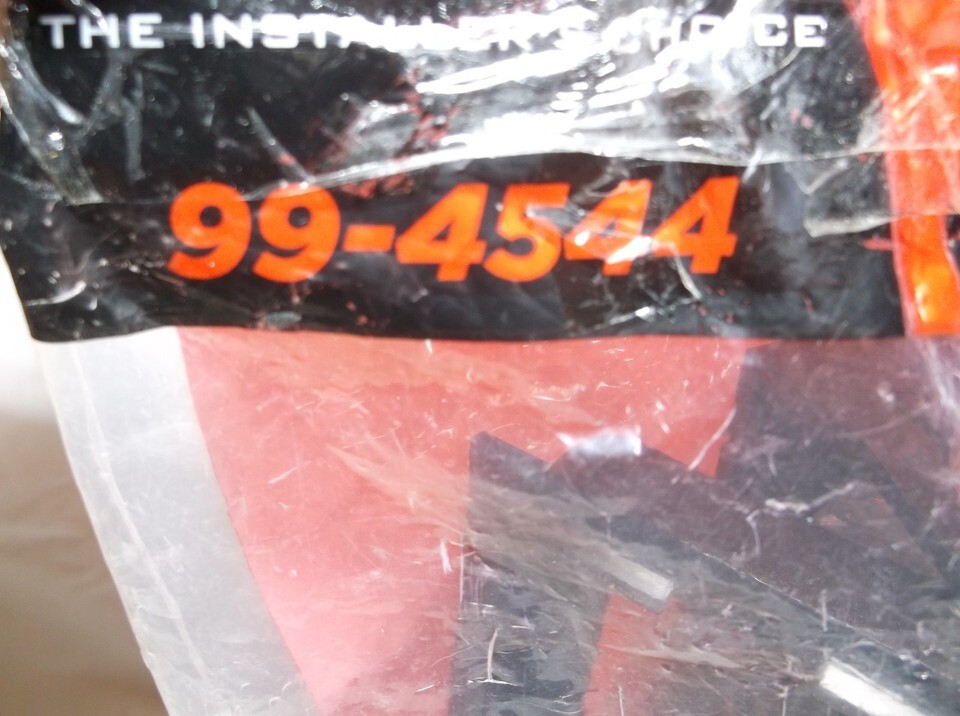 THE INSTALLER'S CHOICE
99-4544